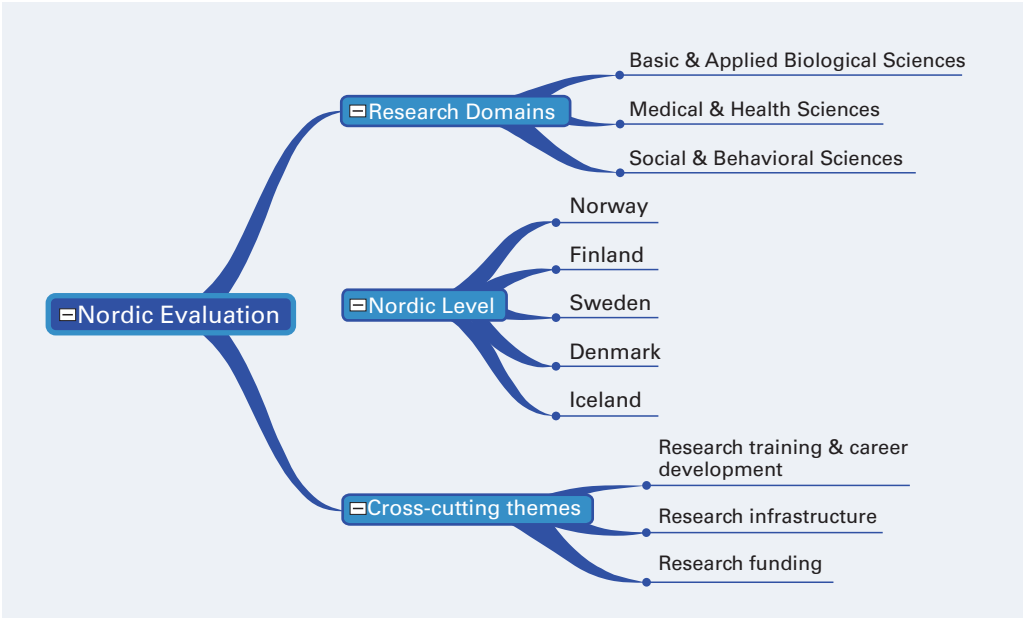 Nordic Evaluation
Research Domains
Basic & Applied Biological Sciences
Medical & Health Sciences
Social & Behavioral Sciences
Nordic Level
Norway
Finland
Sweden
Denmark
Iceland
Cross-cutting themes
Research training & career
development
Research infrastructure
Research funding